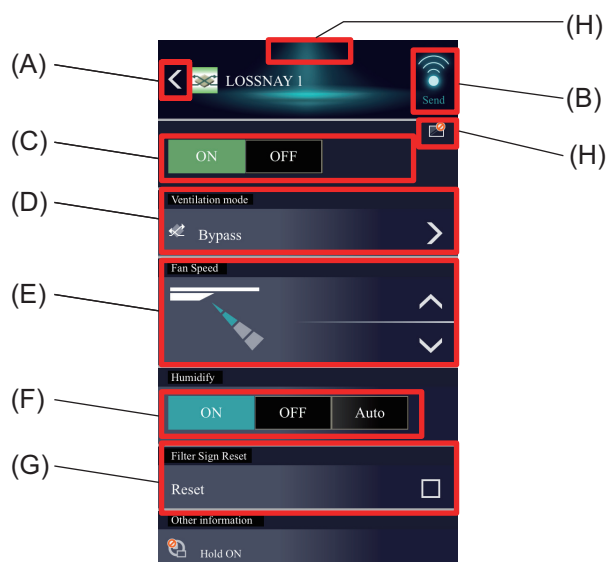 (H)
(A)
LOSSNAY 1
Send
(B)
(C)
ON OFF
(H)
(D)
Ventilation mode
Bypass
(E)
Fan Speed
Humidify
(F)
ON OFF Auto
(G)
Filter Sign Reset
Reset
Other information
Hold ON